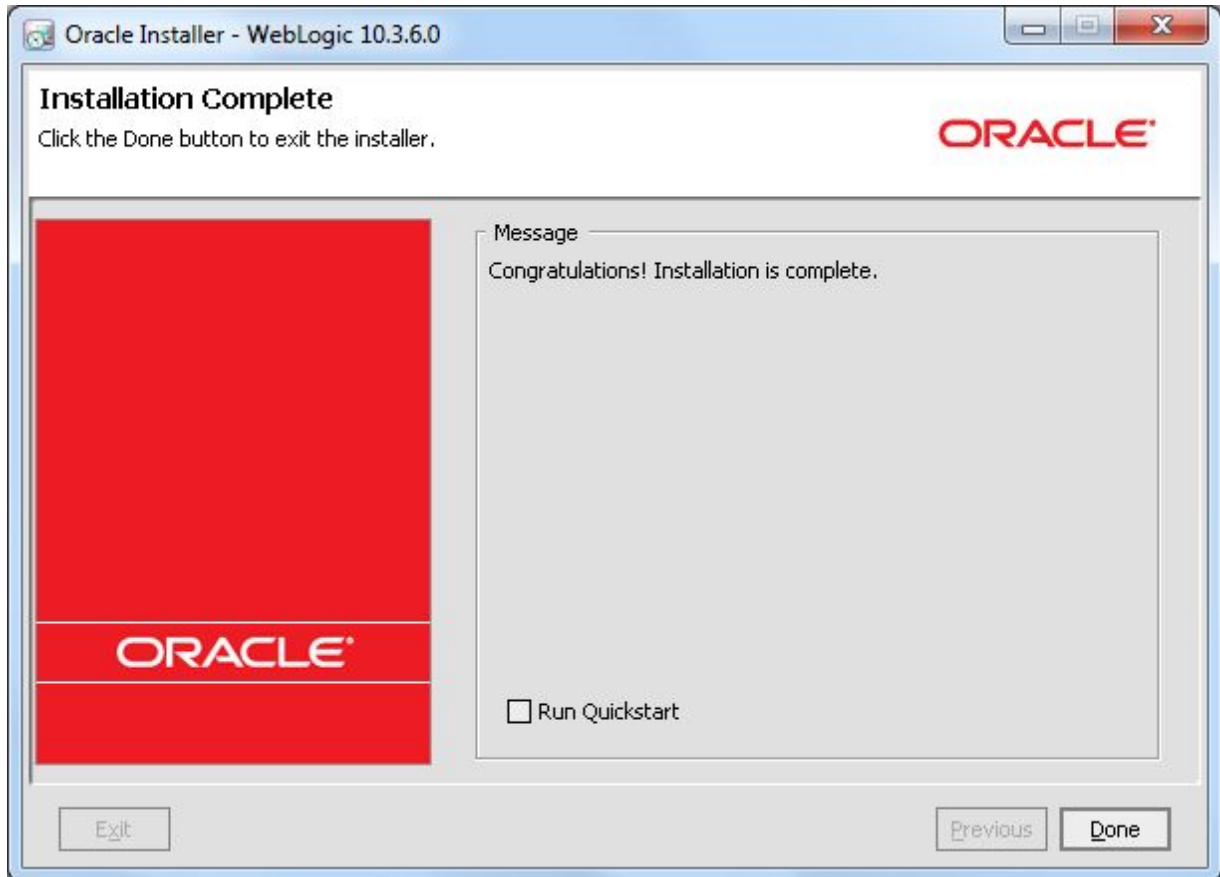 Oracle Installer - WebLogic 10.3.6.0
Installation Complete
Click the Done button to exit the installer.
ORACLE
Message
Congratulations! Installation is complete.
ORACLE
Run Quickstart
Exit
Previous
Done